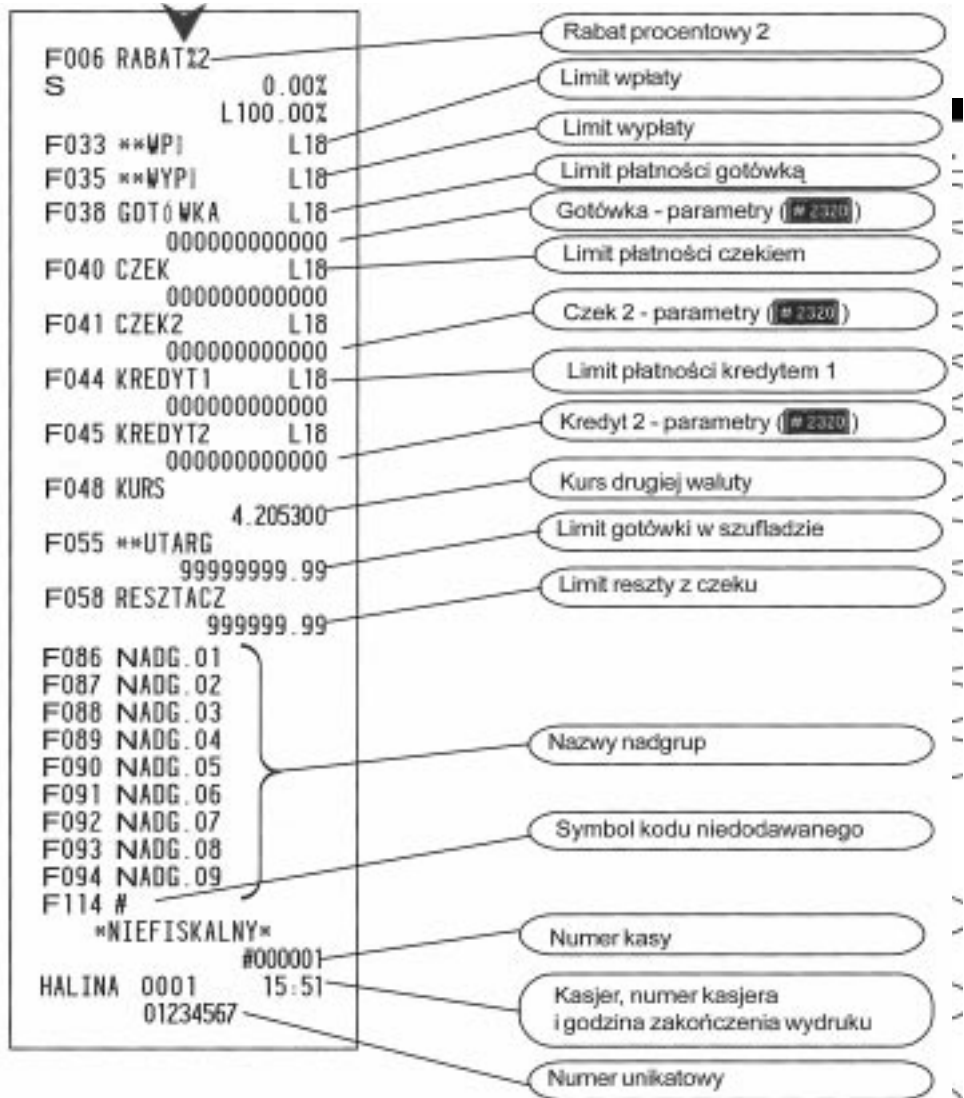 F006 RABAT%2
S 0.00%
L100.00%
F033 **WPł L18
F035 **WYPł L18
F038 GOTóWKA L18
000000000000
F040 CZEK L18
000000000000
F041 CZEK2 L18
000000000000
F044 KREDYT1 L18
000000000000
F045 KREDYT2 L18
000000000000
F048 KURS
4.205300
F055 **UTARG
99999999.99
F058 RESZTACZ
999999.99
F086 NADG.01
F087 NADG.02
F088 NADG.03
F089 NADG.04
F090 NADG.05
F091 NADG.06
F092 NADG.07
F093 NADG.08
F094 NADG.09
F114 #
*NIEFISKALNY*
#000001
HALINA 0001 15:51
01234567
Rabat procentowy 2
Limit wpłaty
Limit wypłaty
Limit płatności gotówką
Gotówka - parametry (#2320)
Limit płatności czekiem
Czek 2 - parametry (#2320)
Limit płatności kredytem 1
Kredyt 2 - parametry (#2320)
Kurs drugiej waluty
Limit gotówki w szufladzie
Limit reszty z czeku
Nazwy nadgrup
Symbol kodu niedodawanego
Numer kasy
Kasjer, numer kasjera
i godzina zakończenia wydruku
Numer unikatowy